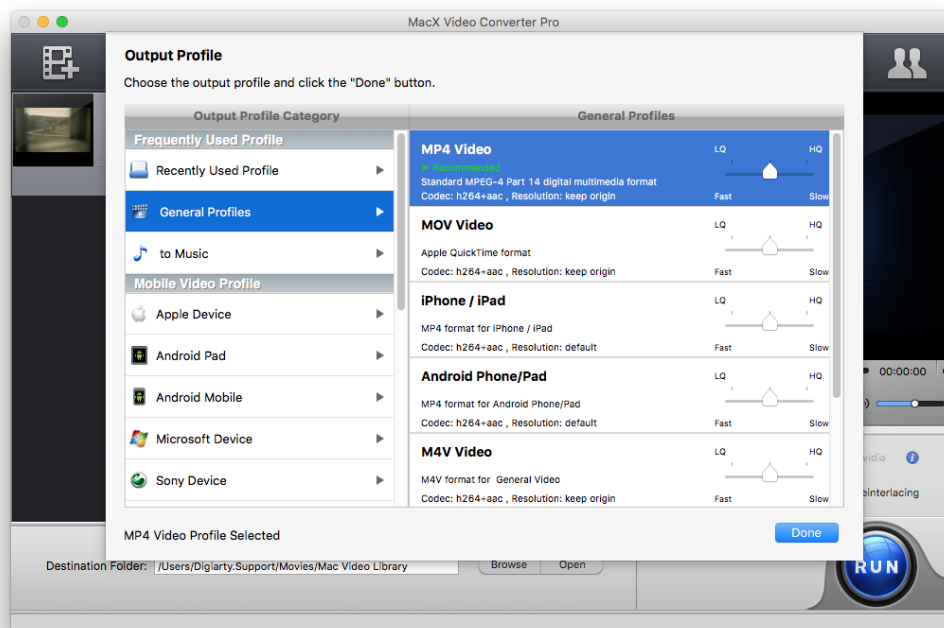 MacX Video Converter Pro
Output Profile
Choose the output profile and click the "Done" button.
Output Profile Category
General Profiles
Frequently Used Profile
Recently Used Profile
General Profiles
to Music
Mobile Video Profile
Apple Device
Android Pad
Android Mobile
Microsoft Device
Sony Device
MP4 Video
LQ HQ
Recommended
Standard MPEG-4 Part 14 digital multimedia format
Codec: h264+aac , Resolution: keep origin
Fast Slow
MOV Video
LQ HQ
Apple QuickTime format
Codec: h264+aac , Resolution: keep origin
Fast Slow
iPhone / iPad
LQ HQ
MP4 format for iPhone / iPad
Codec: h264+aac , Resolution: default
Fast Slow
Android Phone/Pad
LQ HQ
MP4 format for Android Phone/Pad
Codec: h264+aac , Resolution: default
Fast Slow
M4V Video
LQ HQ
M4V format for General Video
Codec: h264+aac , Resolution: keep origin
Fast Slow
00:00:00
vidia
einterlacing
MP4 Video Profile Selected
Done
Destination Folder: /Users/Digiarty.Support/Movies/Mac Video Library
Browse Open
RUN